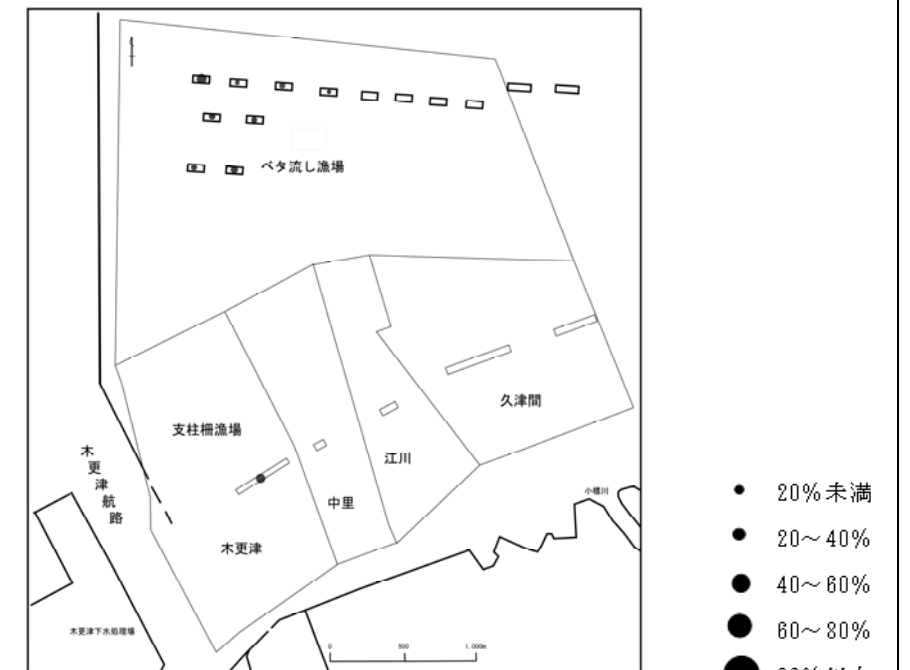 ベタ流し漁場
久津間
支柱柵漁場
江川
木更津航路
中里
木更津
小櫃川
木更津下水処理場
0 500 1,000m
20%未満
20～40%
40～60%
60～80%